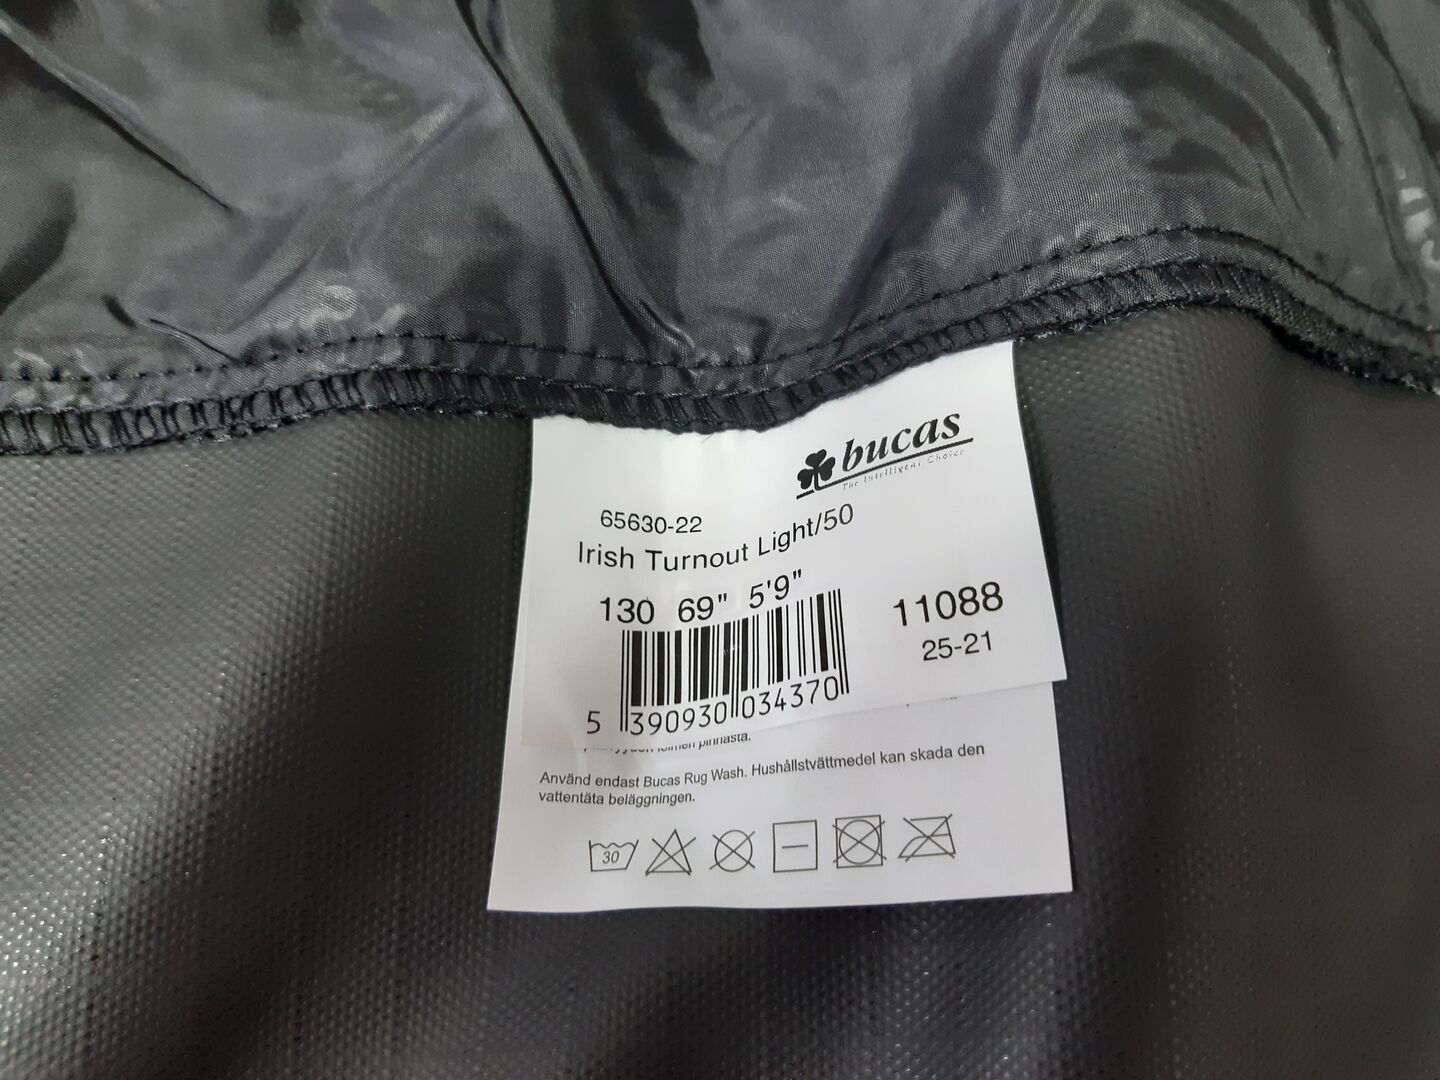 bucas
The Intelligent Choice
65630-22
Irish Turnout Light/50
130 69" 5'9"
11088
25-21
5 390930 034370
pinnasta.
Använd endast Bucas Rug Wash. Hushållstvättmedel kan skada den
vattentäta beläggningen.
30